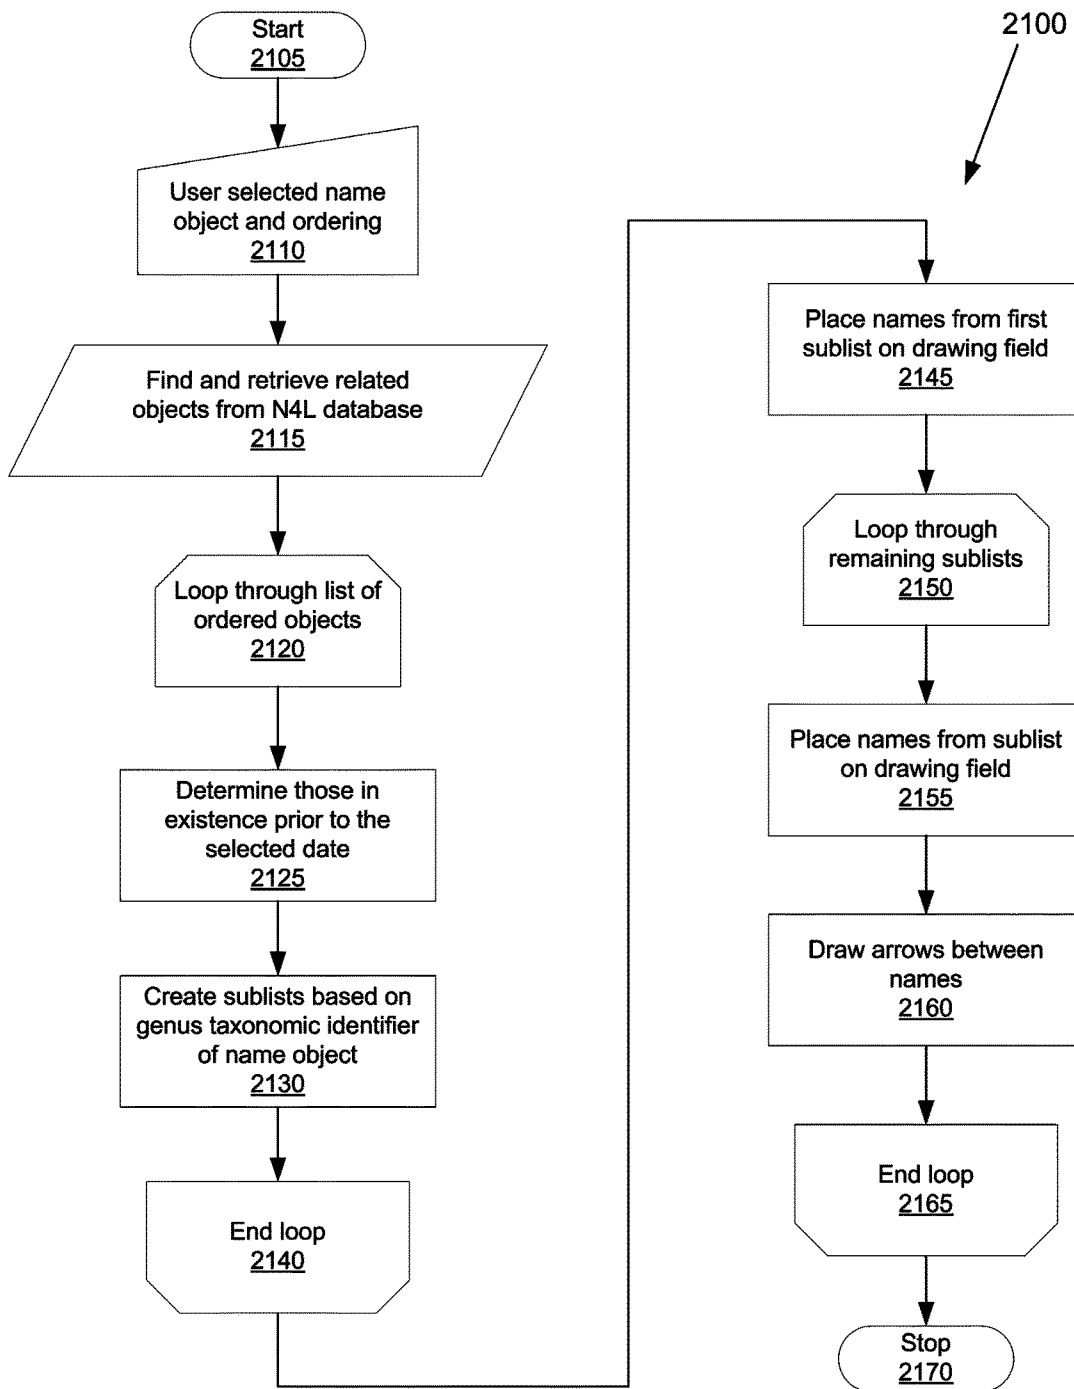 2100
Start
2105
User selected name
object and ordering
2110
Find and retrieve related
objects from N4L database
2115
Loop through list of
ordered objects
2120
Determine those in
existence prior to the
selected date
2125
Create sublists based on
genus taxonomic identifier
of name object
2130
End loop
2140
Place names from first
sublist on drawing field
2145
Loop through
remaining sublists
2150
Place names from sublist
on drawing field
2155
Draw arrows between
names
2160
End loop
2165
Stop
2170